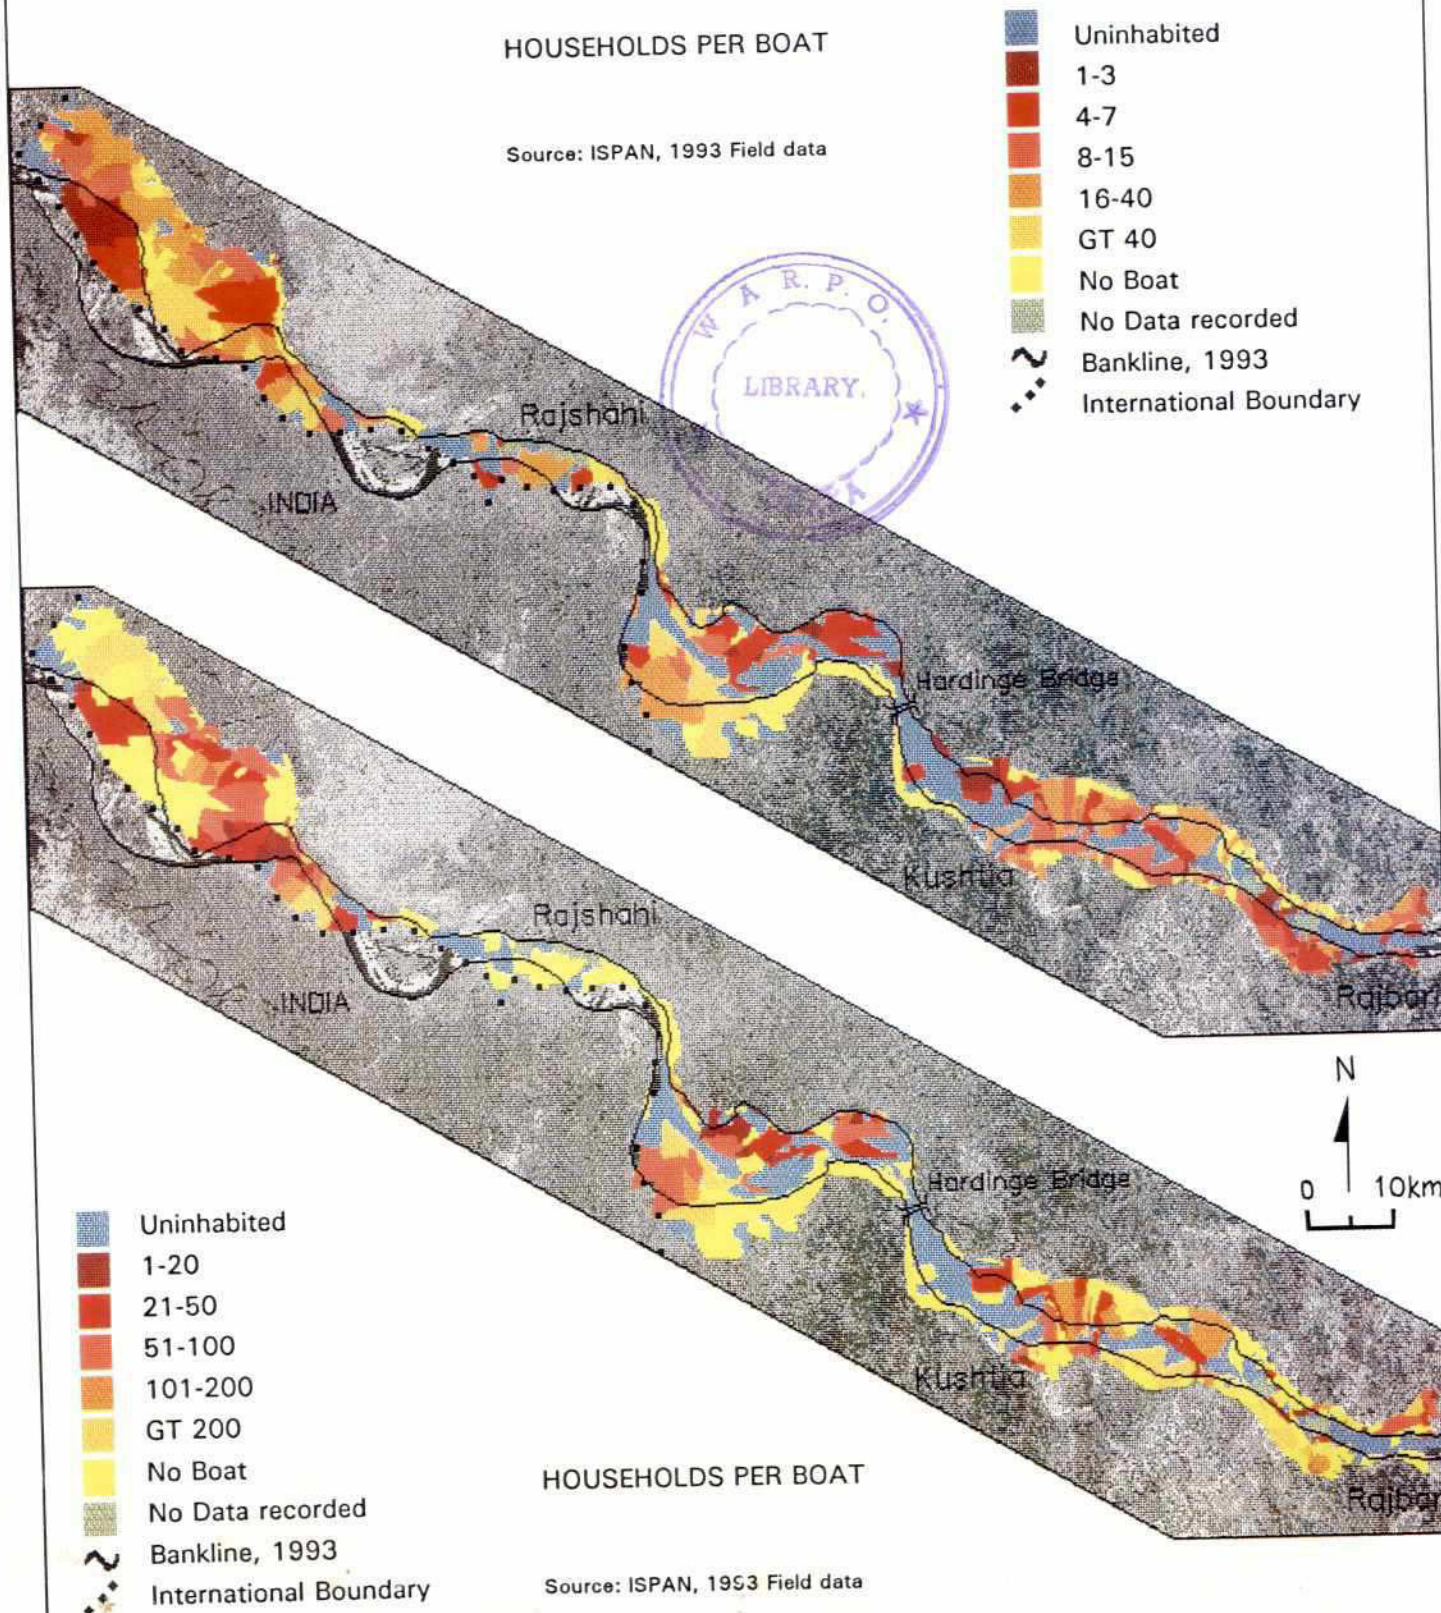 HOUSEHOLDS PER BOAT
Source: ISPAN, 1993 Field data
Uninhabited
1-3
4-7
8-15
16-40
GT 40
No Boat
No Data recorded
Bankline, 1993
International Boundary
W A R. P. O.
LIBRARY.
Rajshahi
INDIA
Hardinge Bridge
Kushtia
Rajbari
N
0 10km
Rajshahi
INDIA
Hardinge Bridge
Kushtia
Rajbari
Uninhabited
1-20
21-50
51-100
101-200
GT 200
No Boat
No Data recorded
Bankline, 1993
International Boundary
HOUSEHOLDS PER BOAT
Source: ISPAN, 1993 Field data